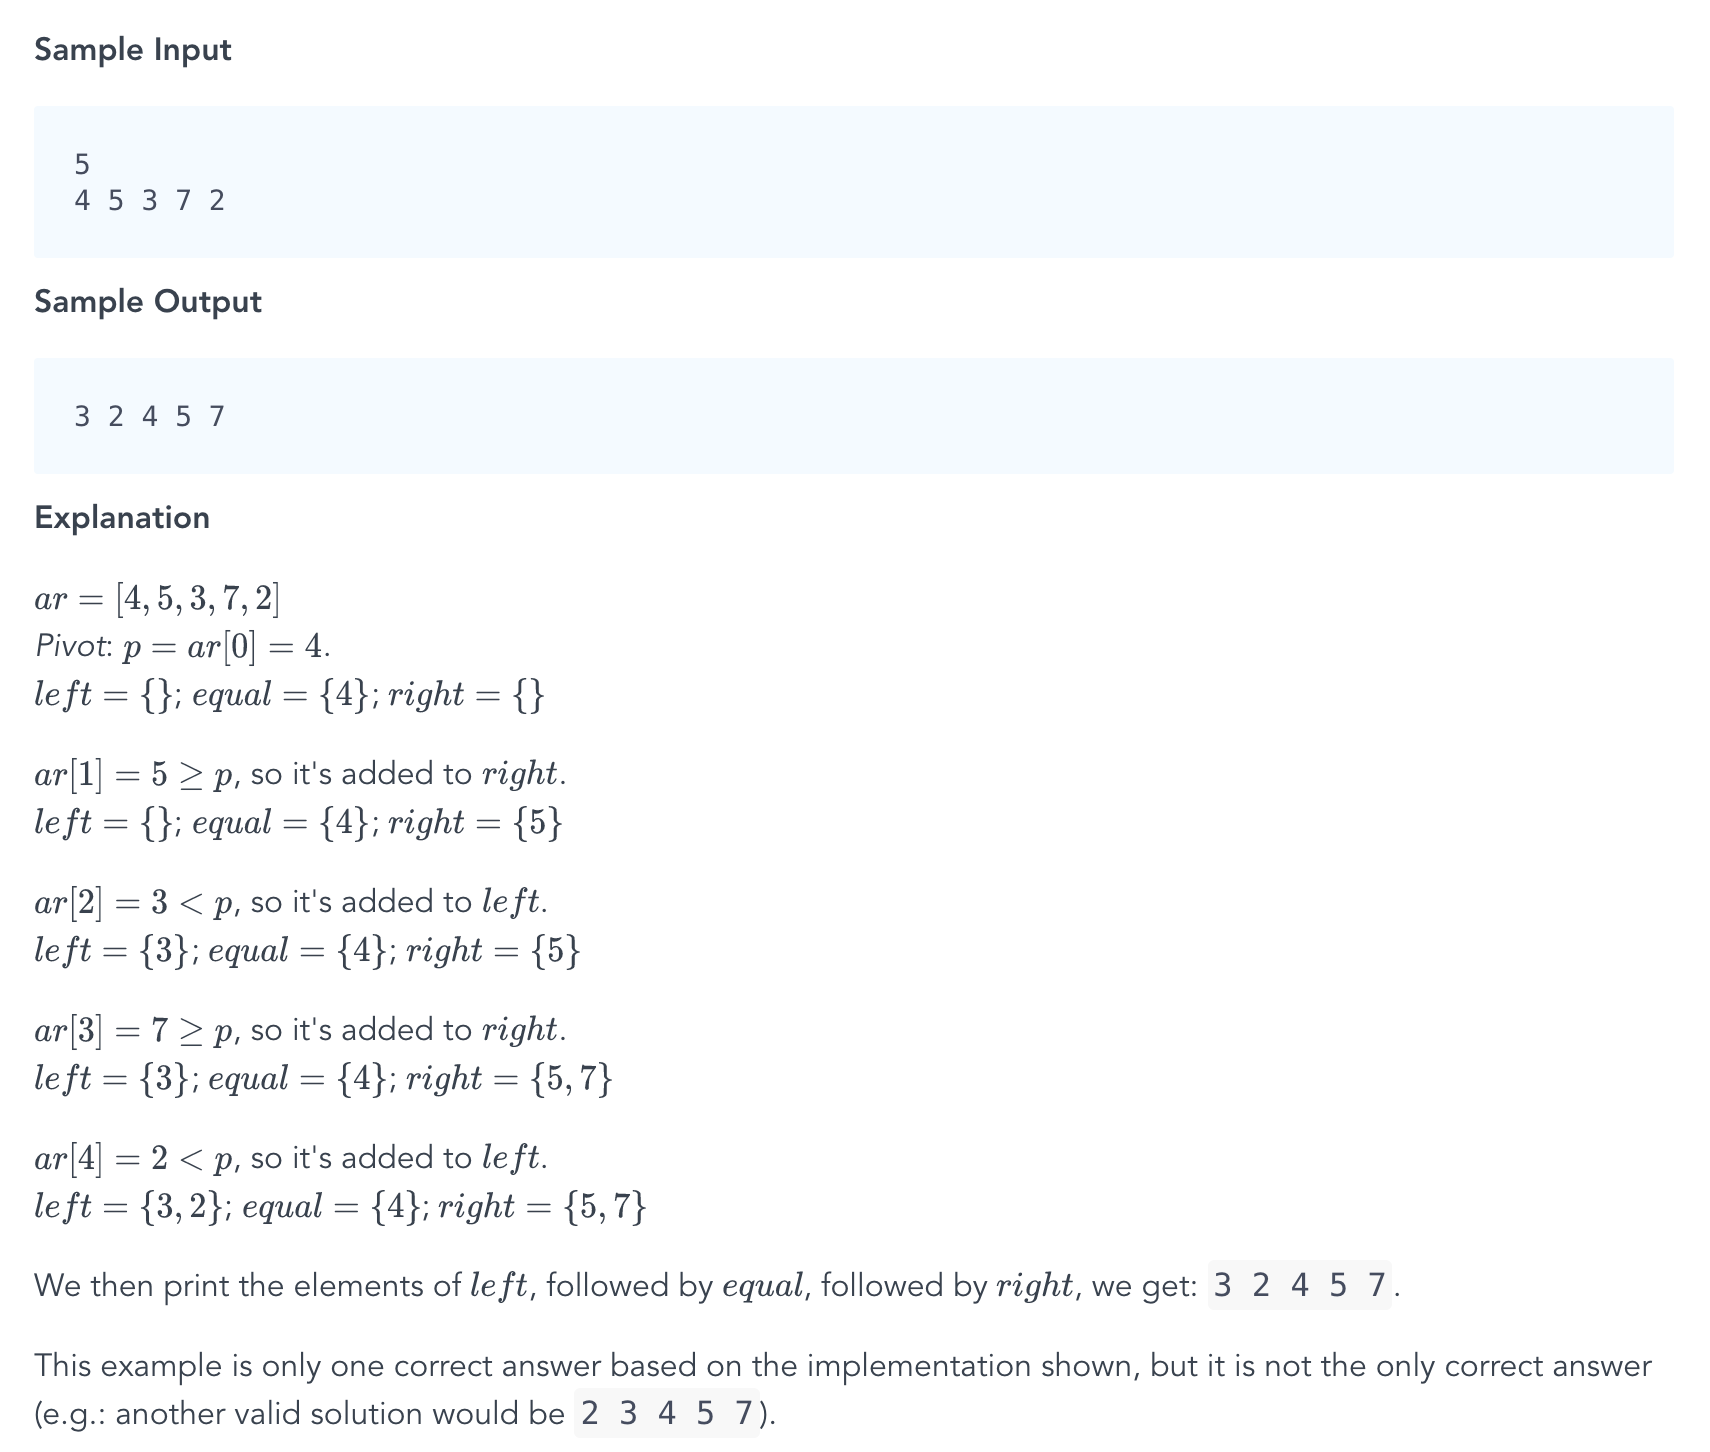 Sample Input
5
4 5 3 7 2
Sample Output
3 2 4 5 7
Explanation
ar = [4, 5, 3, 7, 2]
Pivot: p = ar[0] = 4.
left = {}; equal = {4}; right = {}
ar[1] = 5 ≥ p, so it's added to right.
left = {}; equal = {4}; right = {5}
ar[2] = 3 < p, so it's added to left.
left = {3}; equal = {4}; right = {5}
ar[3] = 7 ≥ p, so it's added to right.
left = {3}; equal = {4}; right = {5, 7}
ar[4] = 2 < p, so it's added to left.
left = {3, 2}; equal = {4}; right = {5, 7}
We then print the elements of left, followed by equal, followed by right, we get: 3 2 4 5 7.
This example is only one correct answer based on the implementation shown, but it is not the only correct answer
(e.g.: another valid solution would be 2 3 4 5 7).